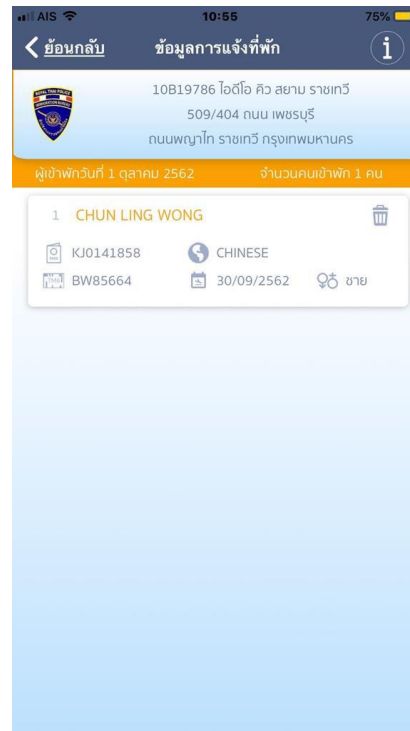 AIS 10:55 75%
ย้อนกลับ ข้อมูลการแจ้งที่พัก i
10B19786 ไอดีโอ คิว สยาม ราชเทวี
509/404 ถนน เพชรบุรี
ถนนพญาไท ราชเทวี กรุงเทพมหานคร
ผู้เข้าพักวันที่ 1 ตุลาคม 2562 จำนวนคนเข้าพัก 1 คน
1 CHUN LING WONG
KJ0141858 CHINESE
TM6 BW85664 30/09/2562 ชาย